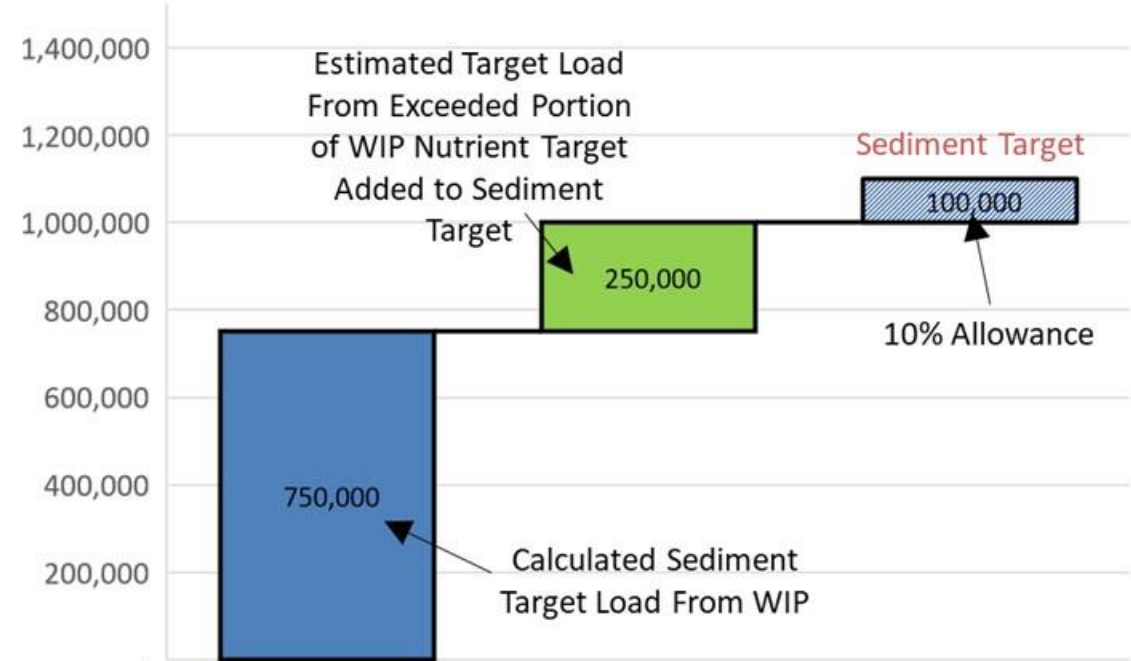 1,400,000
Estimated Target Load
From Exceeded Portion
1,200,000
of WIP Nutrient Target
Sediment Target
Added to Sediment
100,000
1,000,000
Target
250,000
800,000
10% Allowance
600,000
400,000
750,000
200,000
Calculated Sediment
Target Load From WIP